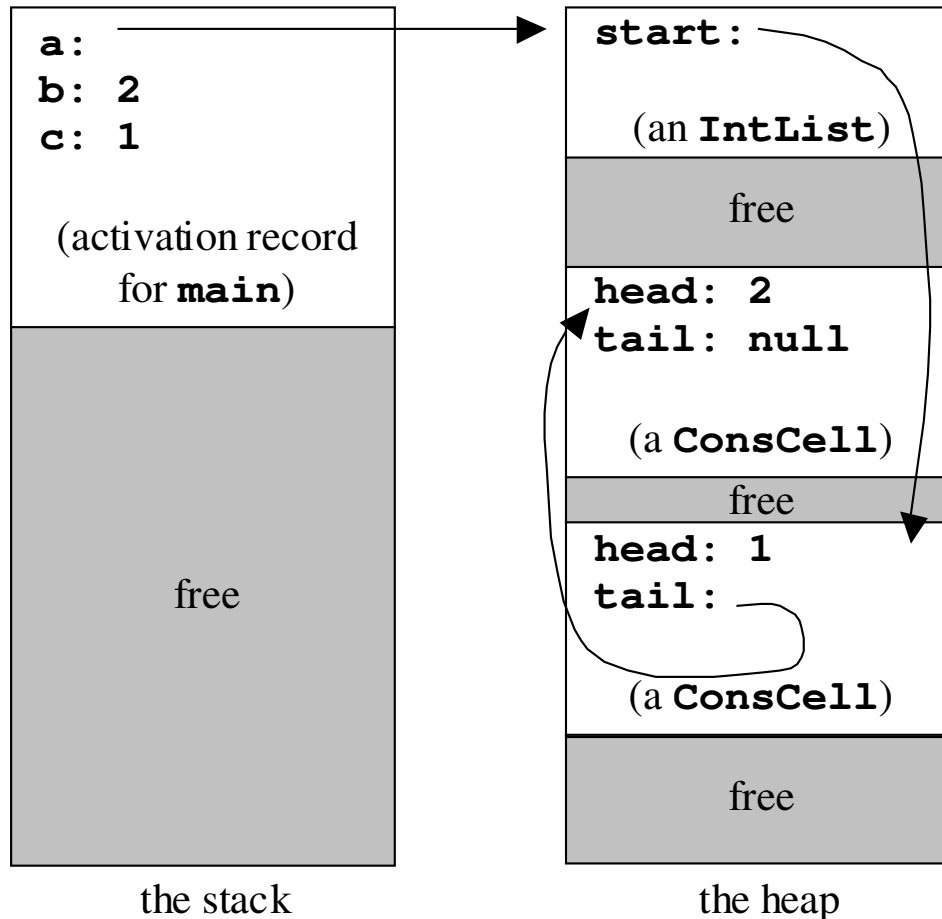 a:
b: 2
c: 1
(activation record
for main)
free
the stack
start:
(an IntList)
free
head: 2
tail: null
(a ConsCell)
free
head: 1
tail:
(a ConsCell)
free
the heap